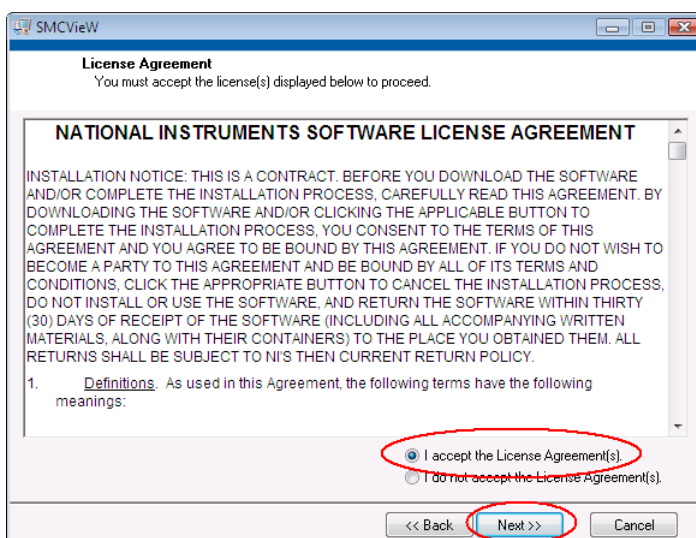 SMCVieW
License Agreement
You must accept the license(s) displayed below to proceed.
NATIONAL INSTRUMENTS SOFTWARE LICENSE AGREEMENT
INSTALLATION NOTICE: THIS IS A CONTRACT. BEFORE YOU DOWNLOAD THE SOFTWARE
AND/OR COMPLETE THE INSTALLATION PROCESS, CAREFULLY READ THIS AGREEMENT. BY
DOWNLOADING THE SOFTWARE AND/OR CLICKING THE APPLICABLE BUTTON TO
COMPLETE THE INSTALLATION PROCESS, YOU CONSENT TO THE TERMS OF THIS
AGREEMENT AND YOU AGREE TO BE BOUND BY THIS AGREEMENT. IF YOU DO NOT WISH TO
BECOME A PARTY TO THIS AGREEMENT AND BE BOUND BY ALL OF ITS TERMS AND
CONDITIONS, CLICK THE APPROPRIATE BUTTON TO CANCEL THE INSTALLATION PROCESS,
DO NOT INSTALL OR USE THE SOFTWARE, AND RETURN THE SOFTWARE WITHIN THIRTY
(30) DAYS OF RECEIPT OF THE SOFTWARE (INCLUDING ALL ACCOMPANYING WRITTEN
MATERIALS, ALONG WITH THEIR CONTAINERS) TO THE PLACE YOU OBTAINED THEM. ALL
RETURNS SHALL BE SUBJECT TO NI'S THEN CURRENT RETURN POLICY.
1. Definitions. As used in this Agreement, the following terms have the following
meanings:
I accept the License Agreement(s).
I do not accept the License Agreement(s).
<< Back Next >> Cancel